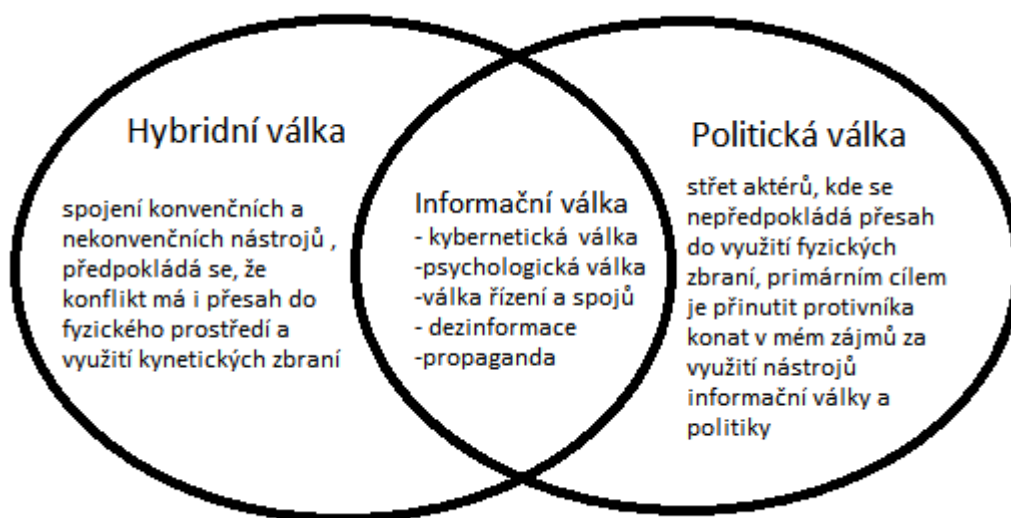 Hybridní válka
spojení konvenčních a
nekonvenčních nástrojů ,
předpokládá se, že
konflikt má i přesah do
fyzického prostředí a
využití kynetických zbraní
Informační válka
- kybernetická válka
-psychologická válka
-válka řízení a spojů
- dezinformace
-propaganda
Politická válka
střet aktérů, kde se
nepředpokládá přesah
do využití fyzických
zbraní, primárním cílem
je přinutit protivníka
konat v mém zájmů za
využití nástrojů
informační války a
politiky